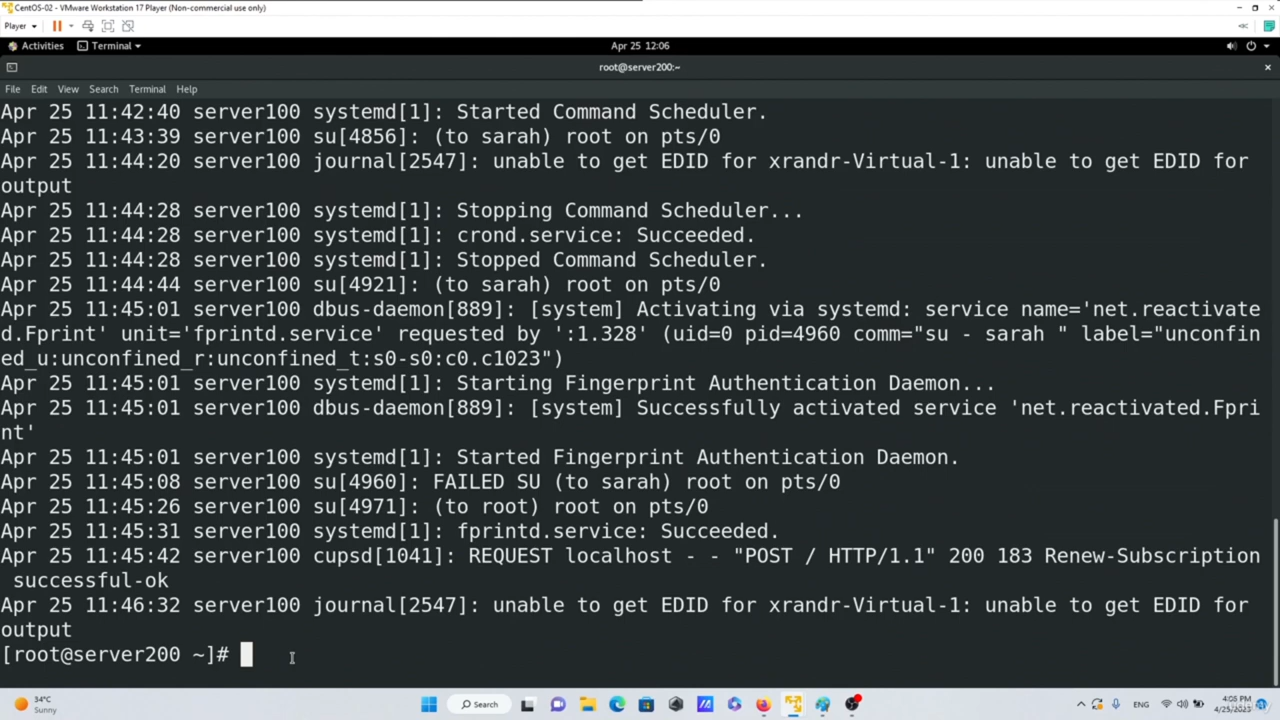 CentOS-02 - VMware Workstation 17 Player (Non-commercial use only)
Player
Activities Terminal Apr 25 12:06
root@server200:~
File Edit View Search Terminal Help
Apr 25 11:42:40 server100 systemd[1]: Started Command Scheduler.
Apr 25 11:43:39 server100 su[4856]: (to sarah) root on pts/0
Apr 25 11:44:20 server100 journal[2547]: unable to get EDID for xrandr-Virtual-1: unable to get EDID for
output
Apr 25 11:44:28 server100 systemd[1]: Stopping Command Scheduler...
Apr 25 11:44:28 server100 systemd[1]: crond.service: Succeeded.
Apr 25 11:44:28 server100 systemd[1]: Stopped Command Scheduler.
Apr 25 11:44:44 server100 su[4921]: (to sarah) root on pts/0
Apr 25 11:45:01 server100 dbus-daemon[889]: [system] Activating via systemd: service name='net.reactivate
d.Fprint' unit='fprintd.service' requested by ':1.328' (uid=0 pid=4960 comm="su - sarah " label="unconfin
ed_u:unconfined_r:unconfined_t:s0-s0:c0.c1023")
Apr 25 11:45:01 server100 systemd[1]: Starting Fingerprint Authentication Daemon...
Apr 25 11:45:01 server100 dbus-daemon[889]: [system] Successfully activated service 'net.reactivated.Fpri
nt'
Apr 25 11:45:01 server100 systemd[1]: Started Fingerprint Authentication Daemon.
Apr 25 11:45:08 server100 su[4960]: FAILED SU (to sarah) root on pts/0
Apr 25 11:45:26 server100 su[4971]: (to root) root on pts/0
Apr 25 11:45:31 server100 systemd[1]: fprintd.service: Succeeded.
Apr 25 11:45:42 server100 cupsd[1041]: REQUEST localhost - - "POST / HTTP/1.1" 200 183 Renew-Subscription
successful-ok
Apr 25 11:46:32 server100 journal[2547]: unable to get EDID for xrandr-Virtual-1: unable to get EDID for
output
[root@server200 ~]#
34°C
Sunny
Search
ENG
4:05 PM
4/25/2023